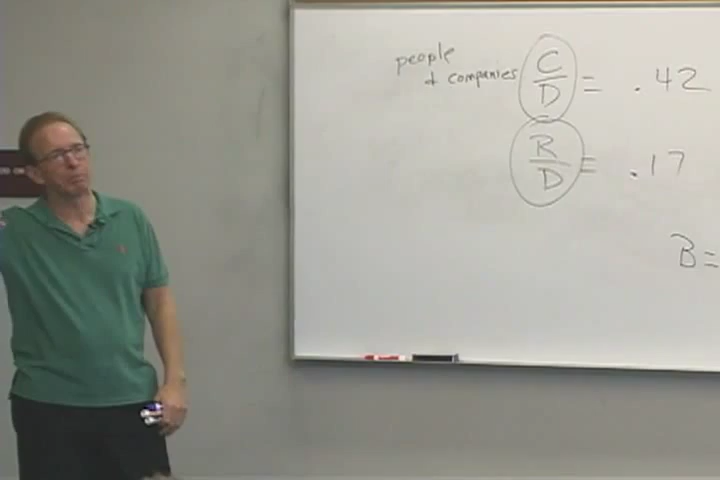 people
+ companies C/D = .42
R/D = .17
B =